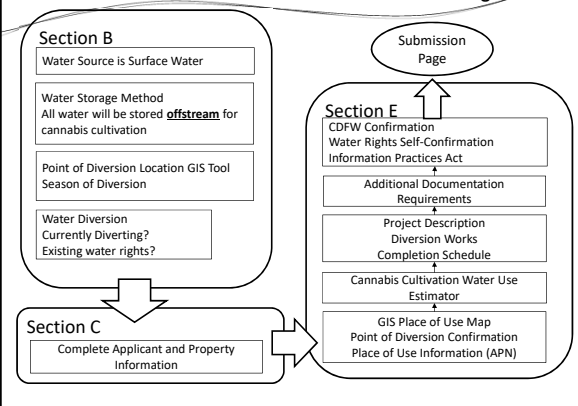 Section B
Water Source is Surface Water
Water Storage Method
All water will be stored offstream for
cannabis cultivation
Point of Diversion Location GIS Tool
Season of Diversion
Water Diversion
Currently Diverting?
Existing water rights?
Section C
Complete Applicant and Property
Information
Submission
Page
Section E
CDFW Confirmation
Water Rights Self-Confirmation
Information Practices Act
Additional Documentation
Requirements
Project Description
Diversion Works
Completion Schedule
Cannabis Cultivation Water Use
Estimator
GIS Place of Use Map
Point of Diversion Confirmation
Place of Use Information (APN)